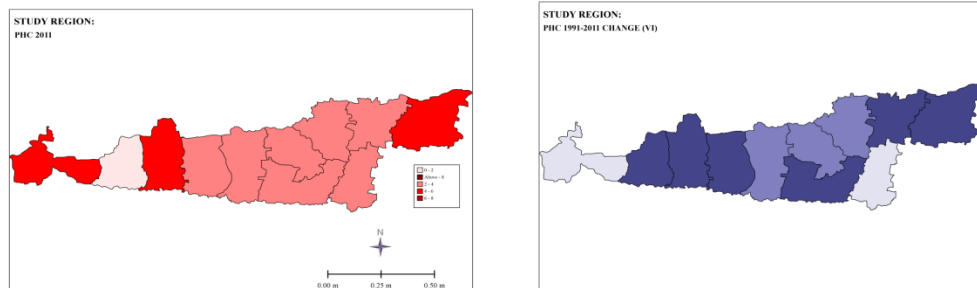 STUDY REGION:
PHC 2011
0 - 2
Above - 8
2 - 4
4 - 6
6 - 8
N
0.00 m 0.25 m 0.50 m
STUDY REGION:
PHC 1991-2011 CHANGE (VI)